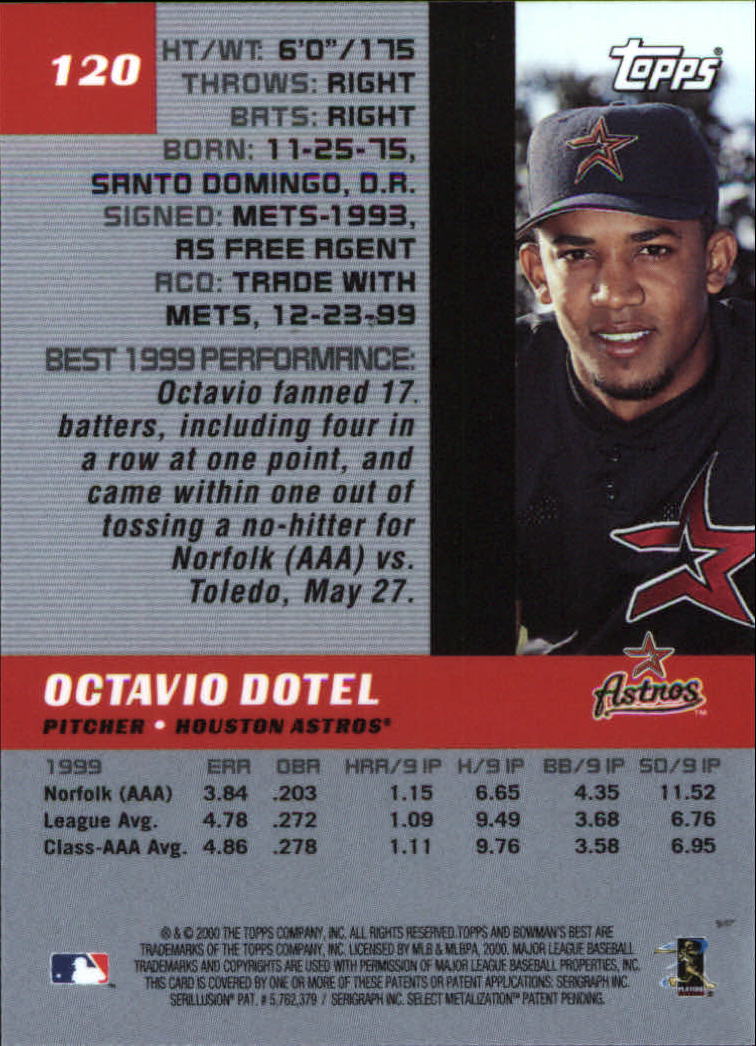 120
HT/WT: 6'0"/175
THROWS: RIGHT
BATS: RIGHT
BORN: 11-25-75,
SANTO DOMINGO, D.R.
SIGNED: METS-1993,
AS FREE AGENT
ACQ: TRADE WITH
METS, 12-23-99
BEST 1999 PERFORMANCE:
Octavio fanned 17
batters, including four in
a row at one point, and
came within one out of
tossing a no-hitter for
Norfolk (AAA) vs.
Toledo, May 27.
Topps®
OCTAVIO DOTEL
PITCHER • HOUSTON ASTROS®
Astros™
1999 ERA OBA HRA/9 IP H/9 IP BB/9 IP SO/9 IP
Norfolk (AAA) 3.84 .203 1.15 6.65 4.35 11.52
League Avg. 4.78 .272 1.09 9.49 3.68 6.76
Class-AAA Avg. 4.86 .278 1.11 9.76 3.58 6.95
® & © 2000 THE TOPPS COMPANY, INC. ALL RIGHTS RESERVED. TOPPS AND BOWMAN'S BEST ARE
TRADEMARKS OF THE TOPPS COMPANY, INC. LICENSED BY MLB & MLBPA, 2000. MAJOR LEAGUE BASEBALL
TRADEMARKS AND COPYRIGHTS ARE USED WITH PERMISSION OF MAJOR LEAGUE BASEBALL PROPERTIES, INC.
THIS CARD IS COVERED BY ONE OR MORE OF THESE PATENTS OR PATENT APPLICATIONS: SERIGRAPH INC.
SERILLUSION® PAT. # 5,762,379 / SERIGRAPH INC. SELECT METALIZATION™ PATENT PENDING.